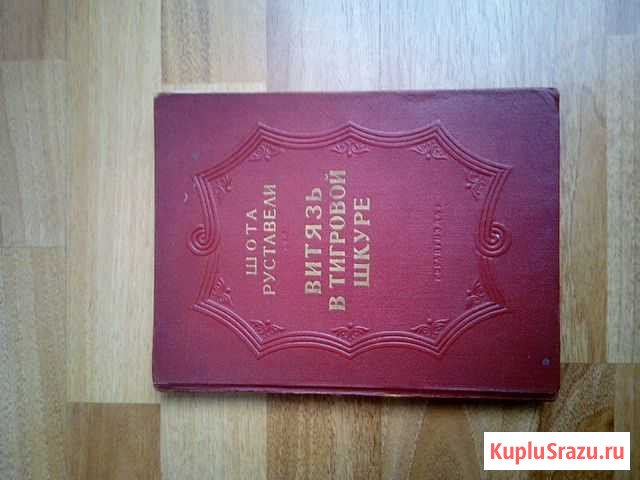 ШОТА
РУСТАВЕЛИ
ВИТЯЗЬ
В ТИГРОВОЙ
ШКУРЕ
KupluSrazu.ru